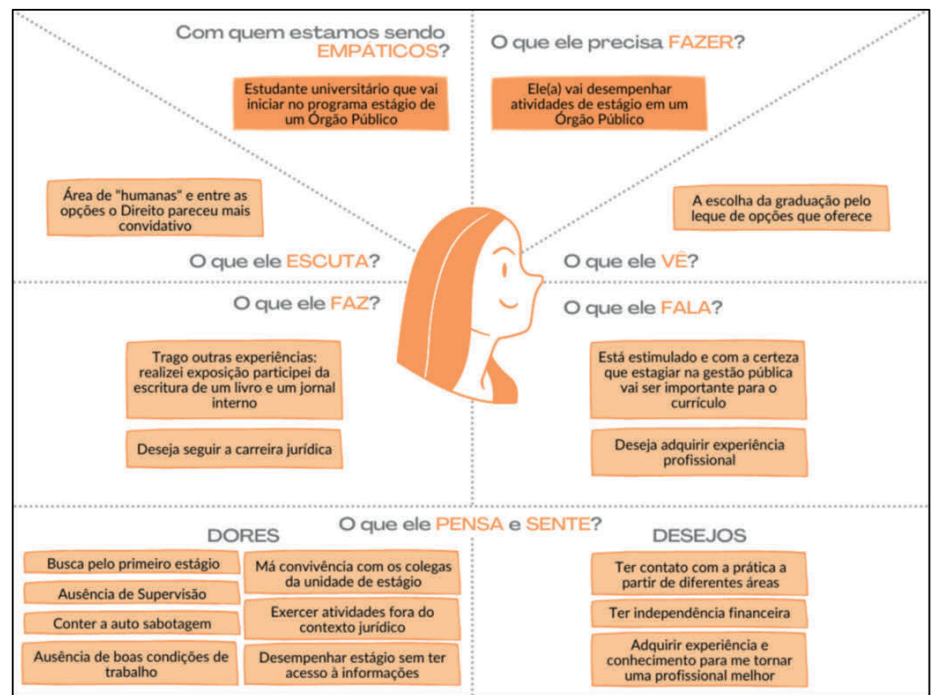 Com quem estamos sendo
EMPÁTICOS?
Estudante universitário que vai
iniciar no programa estágio de
um Órgão Público
O que ele precisa FAZER?
Ele(a) vai desempenhar
atividades de estágio em um
Órgão Público
Área de "humanas" e entre as
opções o Direito pareceu mais
convidativo
O que ele ESCUTA?
A escolha da graduação pelo
leque de opções que oferece
O que ele VÊ?
O que ele FAZ?
Trago outras experiências:
realizei exposição participei da
escritura de um livro e um jornal
interno
Deseja seguir a carreira jurídica
O que ele FALA?
Está estimulado e com a certeza
que estagiar na gestão pública
vai ser importante para o
currículo
Deseja adquirir experiência
profissional
O que ele PENSA e SENTE?
DORES
Busca pelo primeiro estágio
Ausência de Supervisão
Conter a auto sabotagem
Ausência de boas condições de
trabalho
Má convivência com os colegas
da unidade de estágio
Exercer atividades fora do
contexto jurídico
Desempenhar estágio sem ter
acesso à informações
DESEJOS
Ter contato com a prática a
partir de diferentes áreas
Ter independência financeira
Adquirir experiência e
conhecimento para me tornar
uma profissional melhor